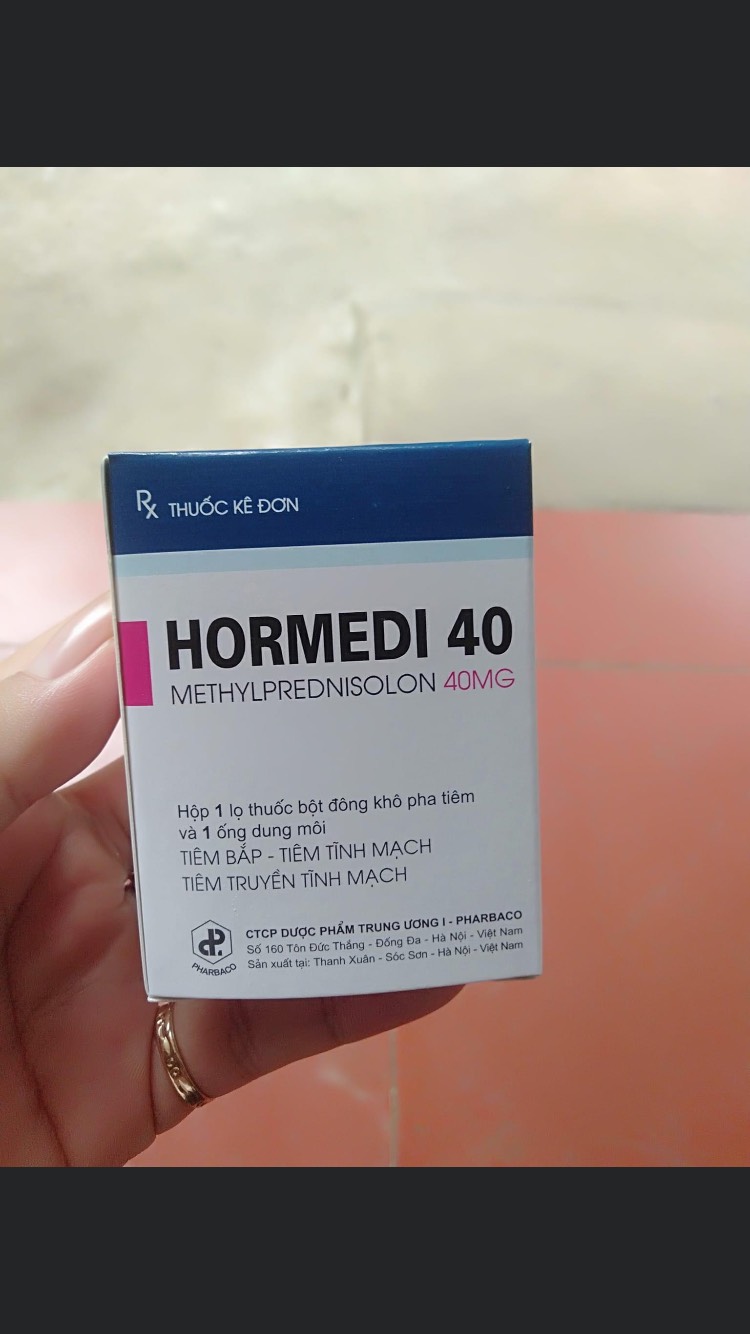 Rx THUỐC KÊ ĐƠN
HORMEDI 40
METHYLPREDNISOLON 40MG
Hộp 1 lọ thuốc bột đông khô pha tiêm
và 1 ống dung môi
TIÊM BẮP - TIÊM TĨNH MẠCH
TIÊM TRUYỀN TĨNH MẠCH
CTCP DƯỢC PHẨM TRUNG ƯƠNG I - PHARBACO
Số 160 Tôn Đức Thắng - Đống Đa - Hà Nội - Việt Nam
Sản xuất tại: Thanh Xuân - Sóc Sơn - Hà Nội - Việt Nam
PHARBACO